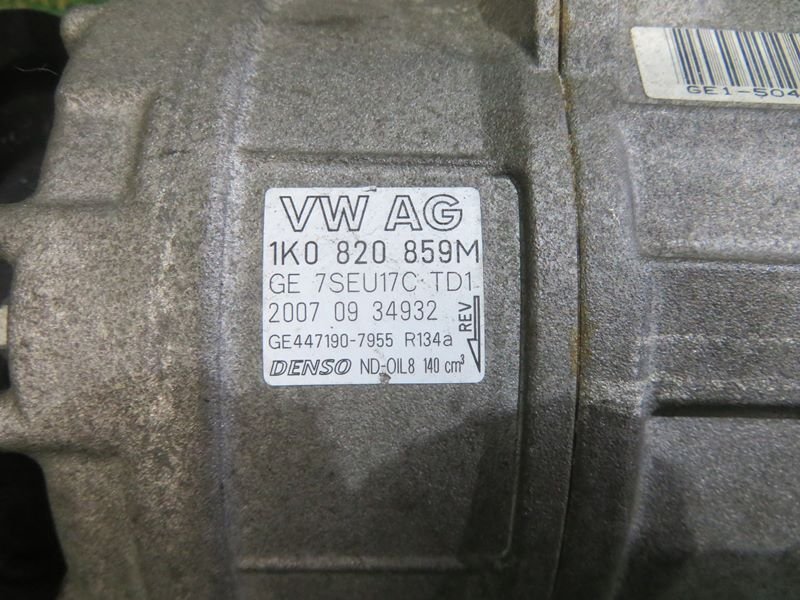 GE1-504
VW AG
1K0 820 859M
GE 7SEU17C TD1
2007 09 34932
REV
GE447190-7955 R134a
DENSO ND-OIL8 140 cm³